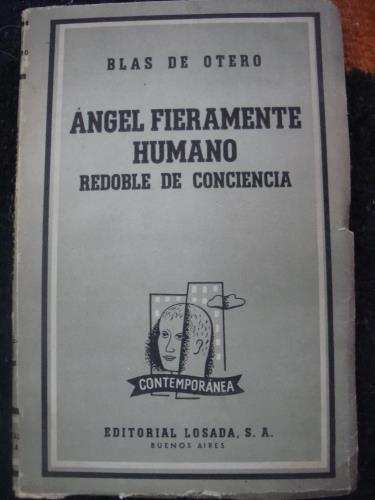 BLAS DE OTERO
ÁNGEL FIERAMENTE
HUMANO
REDOBLE DE CONCIENCIA
CONTEMPORÁNEA
EDITORIAL LOSADA, S. A.
BUENOS AIRES